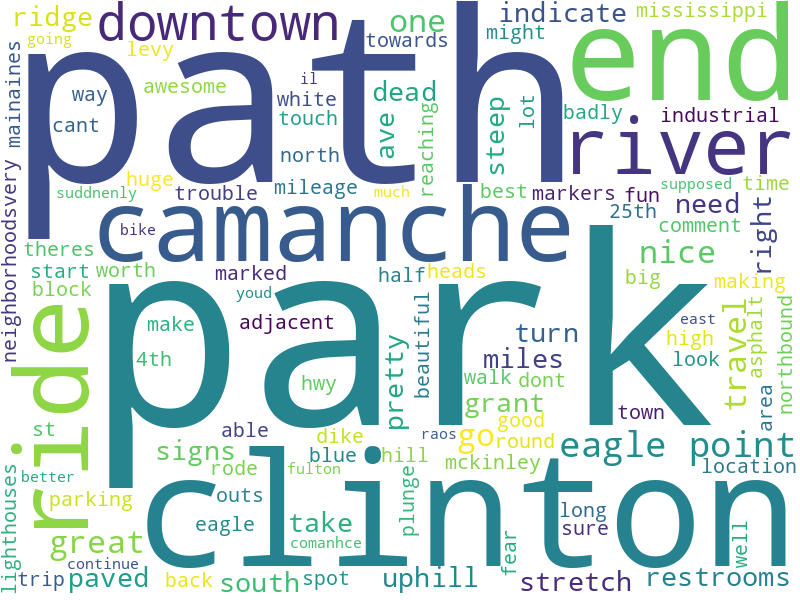 ridge
going
downtown
one
indicate
mississippi
path
levy
towards
might
end
awesome
il
way
white
dead
cant
touch
ave
reaching
steep
lot
badly
industrial
river
north
neighborhoodsvery mainaines
huge
suddnenly
trouble
mileage
much
best
markers
fun
supposed
time
camanche
25th
need
comment
right
bike
theres
nice
start
worth
marked
half
heads
big
making
block
youd
park
ride
make
adjacent
beautiful
turn
east
high
asphalt
northbound
4th
pretty
miles
look
travel
hwy
walk
dont
grant
town
area
st
able
dike
raos
good
go
round
signs
blue
hill
eagle point
rode
fulton
mckinley
location
better
clinton
lighthouses
parking
outs
plunge
long
eagle
take
sure
great
comanhce
fear
well
continue
trip
paved
back
south
spot
uphill
stretch
restrooms